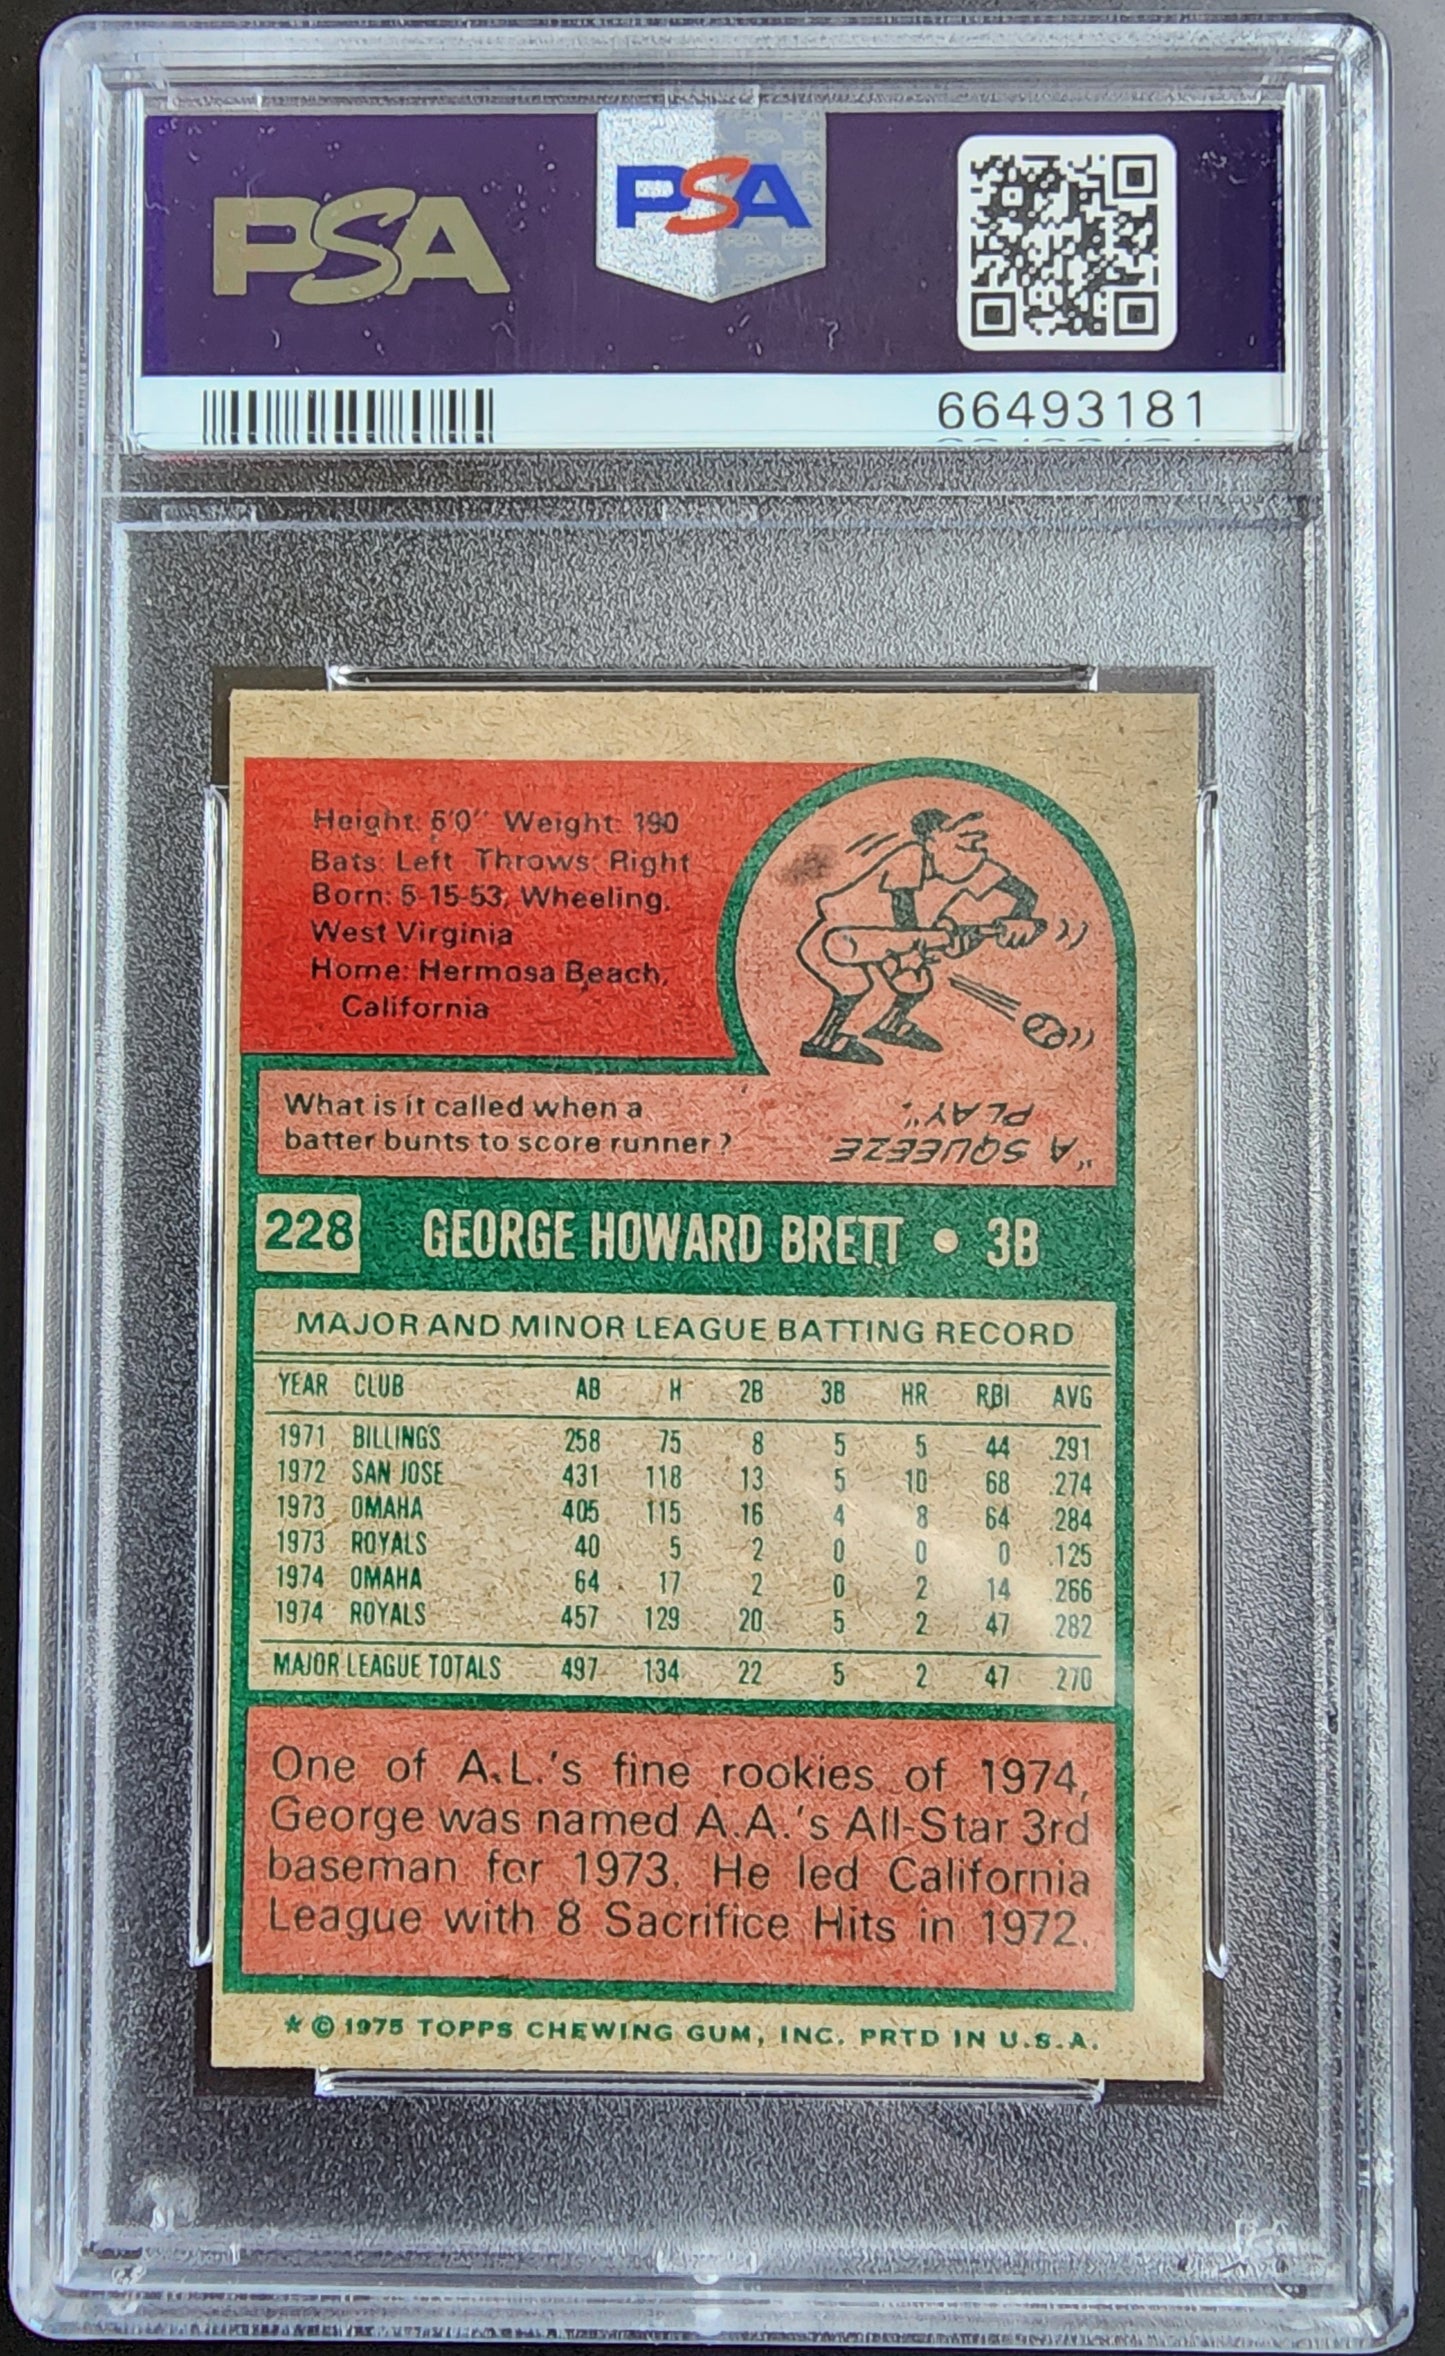 PSA
PSA
66493181
Height: 6'0" Weight: 190
Bats: Left Throws: Right
Born: 5-15-53, Wheeling,
West Virginia
Home: Hermosa Beach,
California
What is it called when a
batter bunts to score runner?
"A SQUEEZE
PLAY".
228 GEORGE HOWARD BRETT • 3B
MAJOR AND MINOR LEAGUE BATTING RECORD
YEAR CLUB AB H 2B 3B HR RBI AVG
1971 BILLINGS 258 75 8 5 5 44 .291
1972 SAN JOSE 431 118 13 5 10 68 .274
1973 OMAHA 405 115 16 4 8 64 .284
1973 ROYALS 40 5 2 0 0 0 .125
1974 OMAHA 64 17 2 0 2 14 .266
1974 ROYALS 457 129 20 5 2 47 .282
MAJOR LEAGUE TOTALS 497 134 22 5 2 47 .270
One of A.L.'s fine rookies of 1974,
George was named A.A.'s All-Star 3rd
baseman for 1973. He led California
League with 8 Sacrifice Hits in 1972.
* © 1975 TOPPS CHEWING GUM, INC. PRTD IN U.S.A.